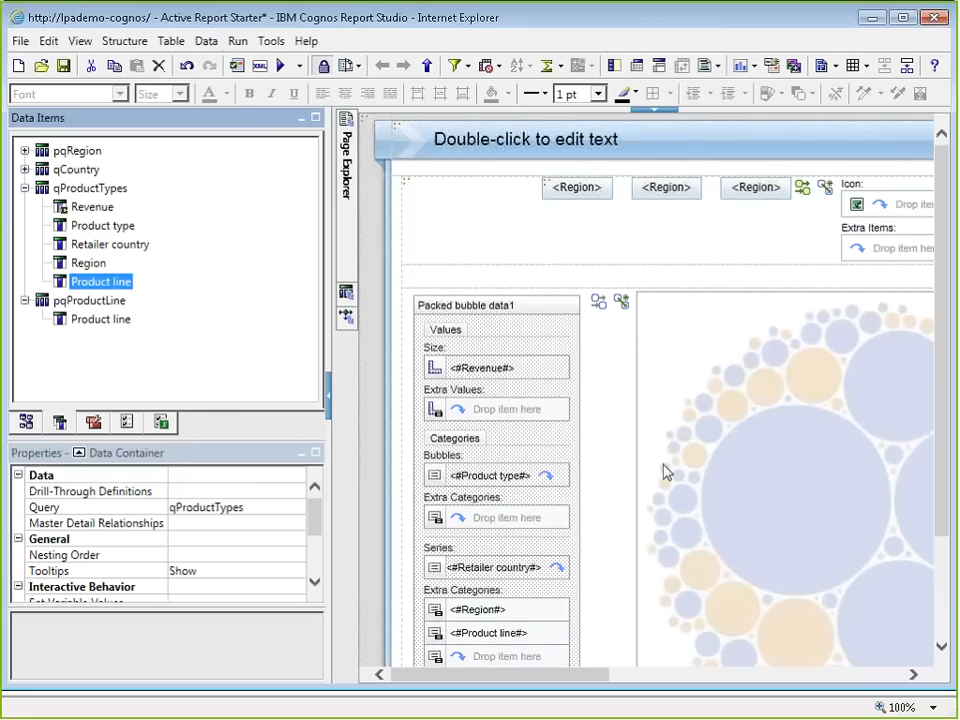 http://lpademo-cognos/ - Active Report Starter* - IBM Cognos Report Studio - Internet Explorer
File Edit View Structure Table Data Run Tools Help
Font Size A B I U 1 pt
Data Items
pqRegion
qCountry
qProductTypes
Revenue
Product type
Retailer country
Region
Product line
pqProductLine
Product line
Properties - Data Container
Data
Drill-Through Definitions
Query qProductTypes
Master Detail Relationships
General
Nesting Order
Tooltips Show
Interactive Behavior
Set Variable Values
Page Explorer
Double-click to edit text
<Region> <Region> <Region>
Icon:
Drop ite
Extra Items:
Drop item her
Packed bubble data1
Values
Size:
<#Revenue#>
Extra Values:
Drop item here
Categories
Bubbles:
<#Product type#>
Extra Categories:
Drop item here
Series:
<#Retailer country#>
Extra Categories:
<#Region#>
<#Product line#>
Drop item here
100%